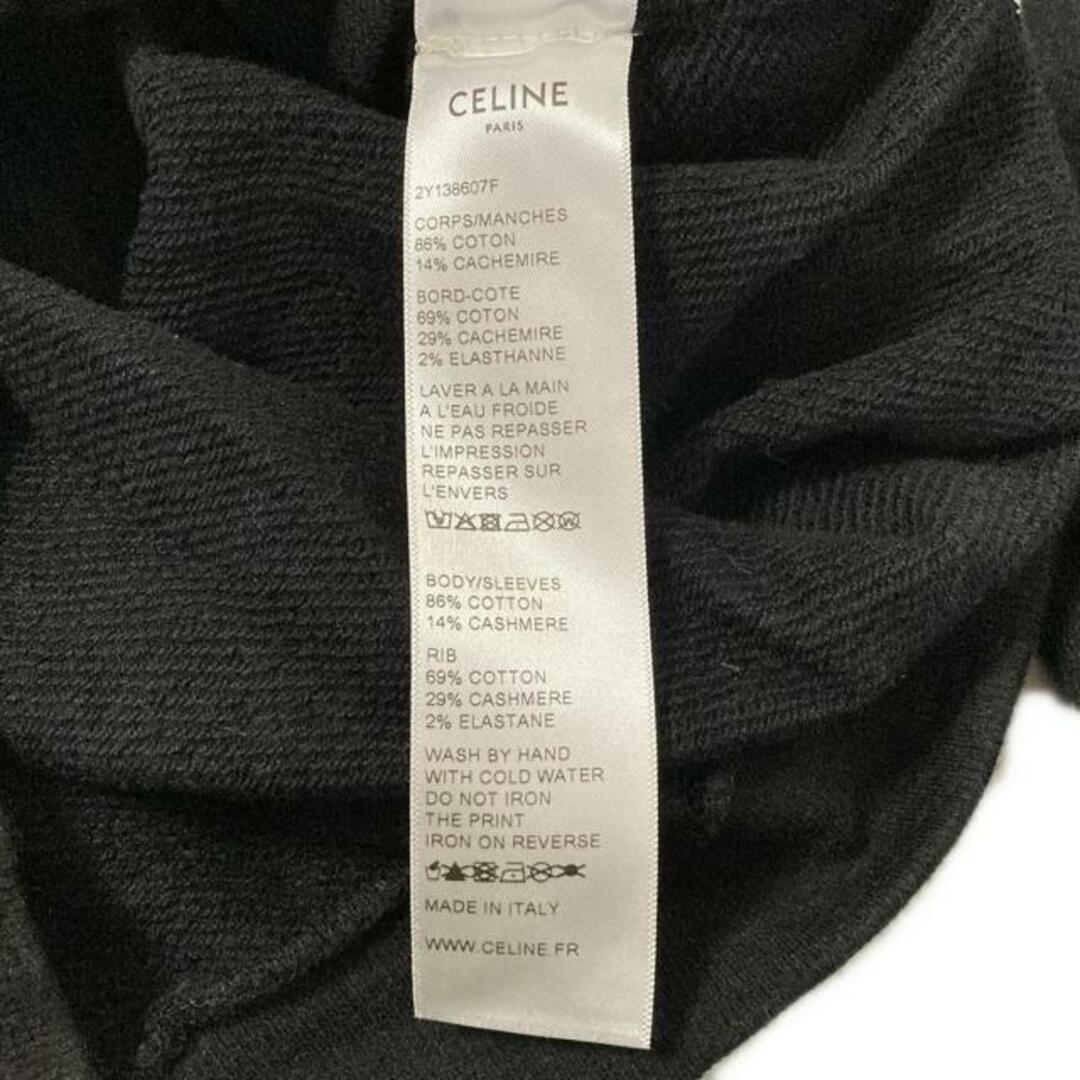 CELINE
PARIS
2Y138607F
CORPS/MANCHES
86% COTON
14% CACHEMIRE
BORD-COTE
69% COTON
29% CACHEMIRE
2% ELASTHANNE
LAVER A LA MAIN
A L'EAU FROIDE
NE PAS REPASSER
L'IMPRESSION
REPASSER SUR
L'ENVERS
BODY/SLEEVES
86% COTTON
14% CASHMERE
RIB
69% COTTON
29% CASHMERE
2% ELASTANE
WASH BY HAND
WITH COLD WATER
DO NOT IRON
THE PRINT
IRON ON REVERSE
MADE IN ITALY
WWW.CELINE.FR